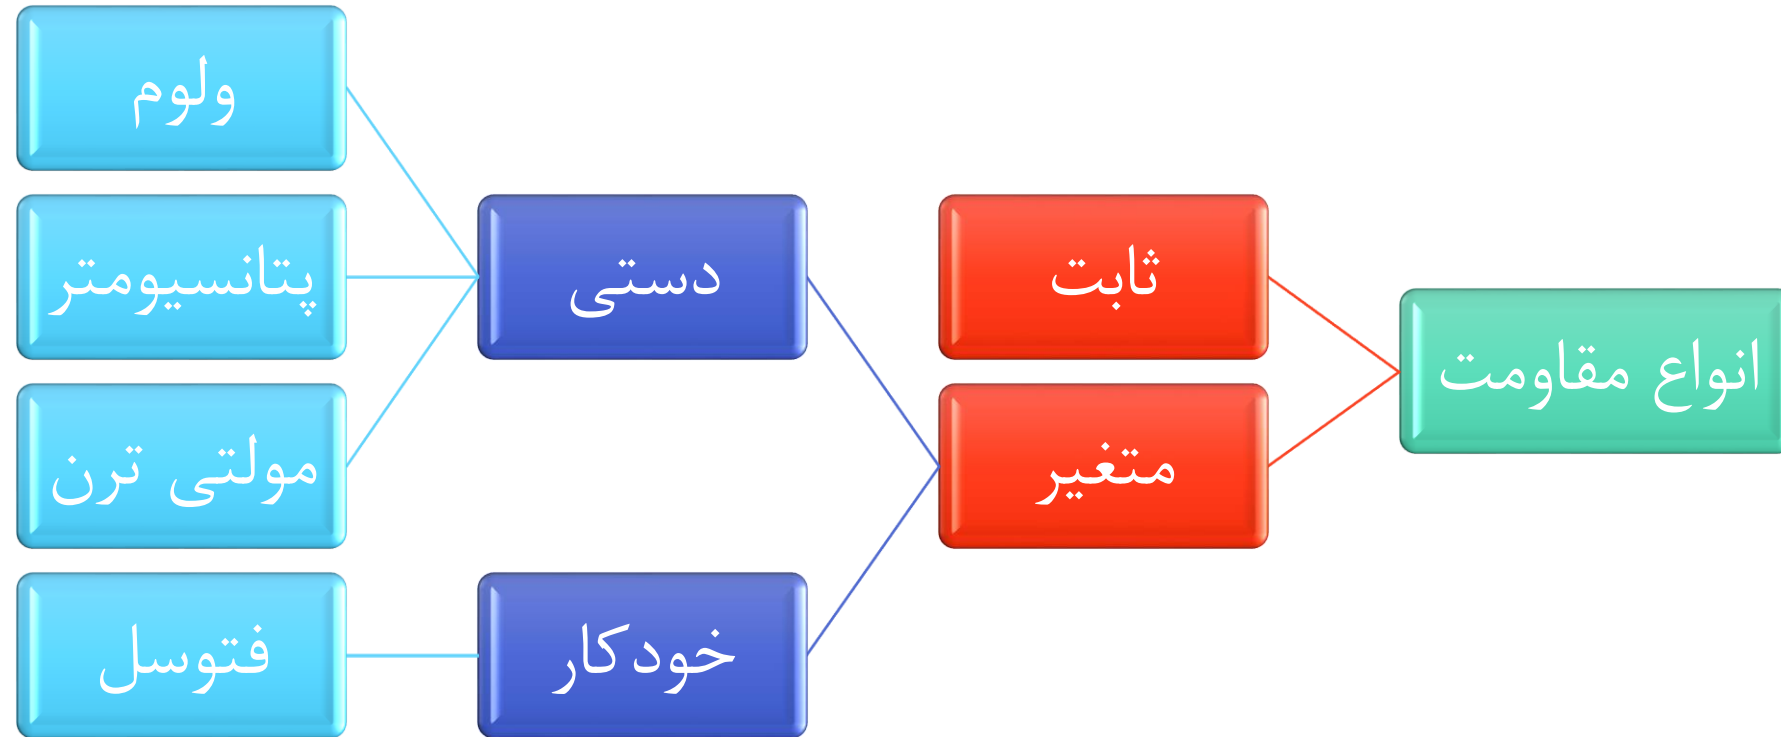 انواع مقاومت
ثابت
متغیر
دستی
خودکار
ولوم
پتانسیومتر
مولتی ترن
فتوسل